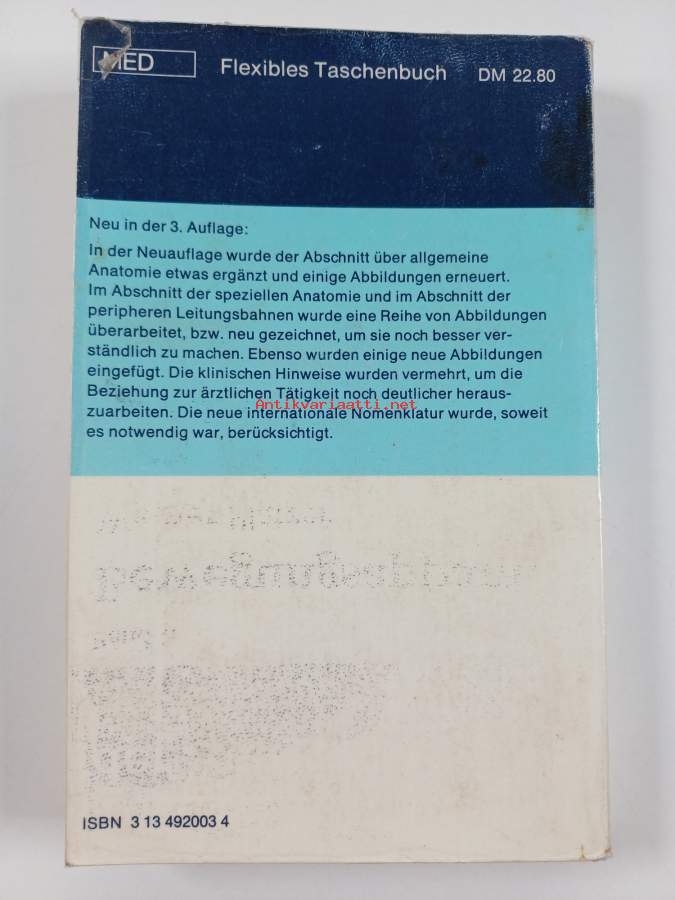 MED
Flexibles Taschenbuch DM 22.80
Neu in der 3. Auflage:
In der Neuauflage wurde der Abschnitt über allgemeine
Anatomie etwas ergänzt und einige Abbildungen erneuert.
Im Abschnitt der speziellen Anatomie und im Abschnitt der
peripheren Leitungsbahnen wurde eine Reihe von Abbildungen
überarbeitet, bzw. neu gezeichnet, um sie noch besser ver-
ständlich zu machen. Ebenso wurden einige neue Abbildungen
eingefügt. Die klinischen Hinweise wurden vermehrt, um die
Beziehung zur ärztlichen Tätigkeit noch deutlicher heraus-
Antikvariaatti.net
zuarbeiten. Die neue internationale Nomenklatur wurde, soweit
es notwendig war, berücksichtigt.
ISBN 3 13 492003 4